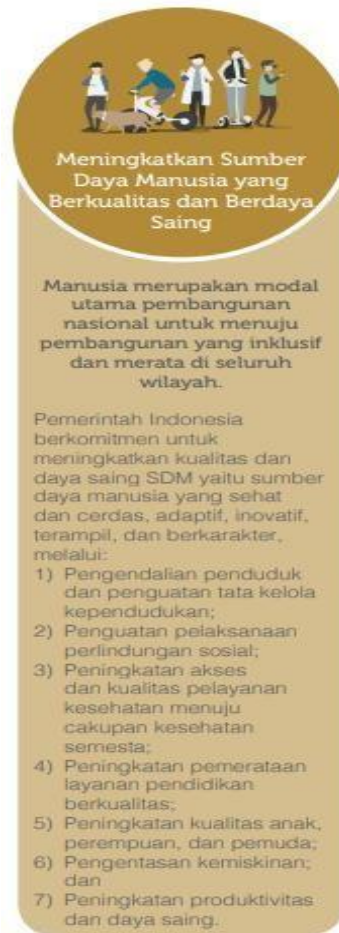 Meningkatkan Sumber
Daya Manusia yang
Berkualitas dan Berdaya
Saing
Manusia merupakan modal
utama pembangunan
nasional untuk menuju
pembangunan yang inklusif
dan merata di seluruh
wilayah.
Pemerintah Indonesia
berkomitmen untuk
meningkatkan kualitas dan
daya saing SDM yaitu sumber
daya manusia yang sehat
dan cerdas, adaptif, inovatif,
terampil, dan berkarakter,
melalui:
1) Pengendalian penduduk
dan penguatan tata kelola
kependudukan;
2) Penguatan pelaksanaan
perlindungan sosial;
3) Peningkatan akses
dan kualitas pelayanan
kesehatan menuju
cakupan kesehatan
semesta;
4) Peningkatan pemerataan
layanan pendidikan
berkualitas;
5) Peningkatan kualitas anak,
perempuan, dan pemuda;
6) Pengentasan kemiskinan;
dan
7) Peningkatan produktivitas
dan daya saing.